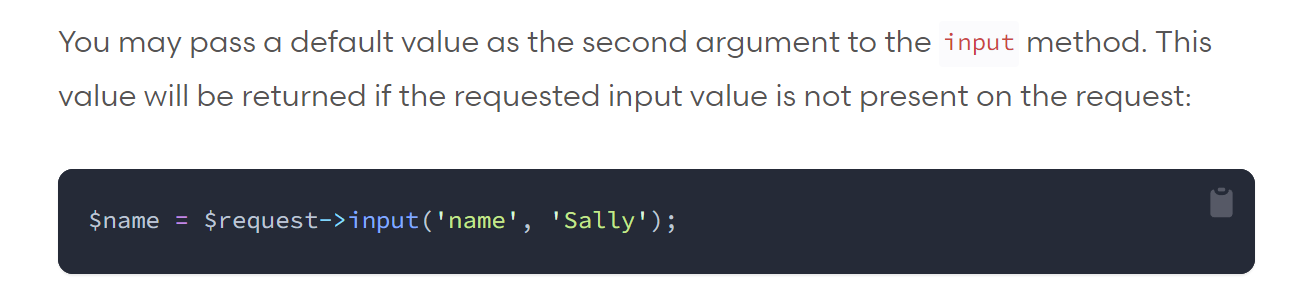 You may pass a default value as the second argument to the input method. This
value will be returned if the requested input value is not present on the request:
$name = $request->input('name', 'Sally');